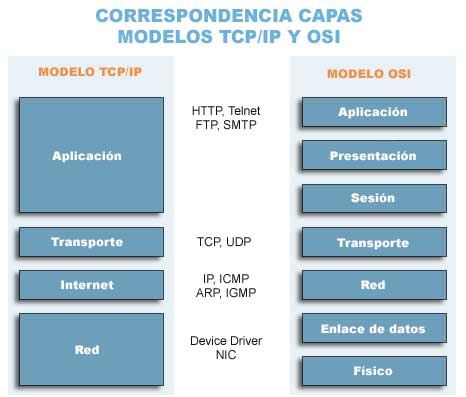 CORRESPONDENCIA CAPAS
MODELOS TCP/IP Y OSI
MODELO TCP/IP
Aplicación
Transporte
Internet
Red
HTTP, Telnet
FTP, SMTP
TCP, UDP
IP, ICMP
ARP, IGMP
Device Driver
NIC
MODELO OSI
Aplicación
Presentación
Sesión
Transporte
Red
Enlace de datos
Físico